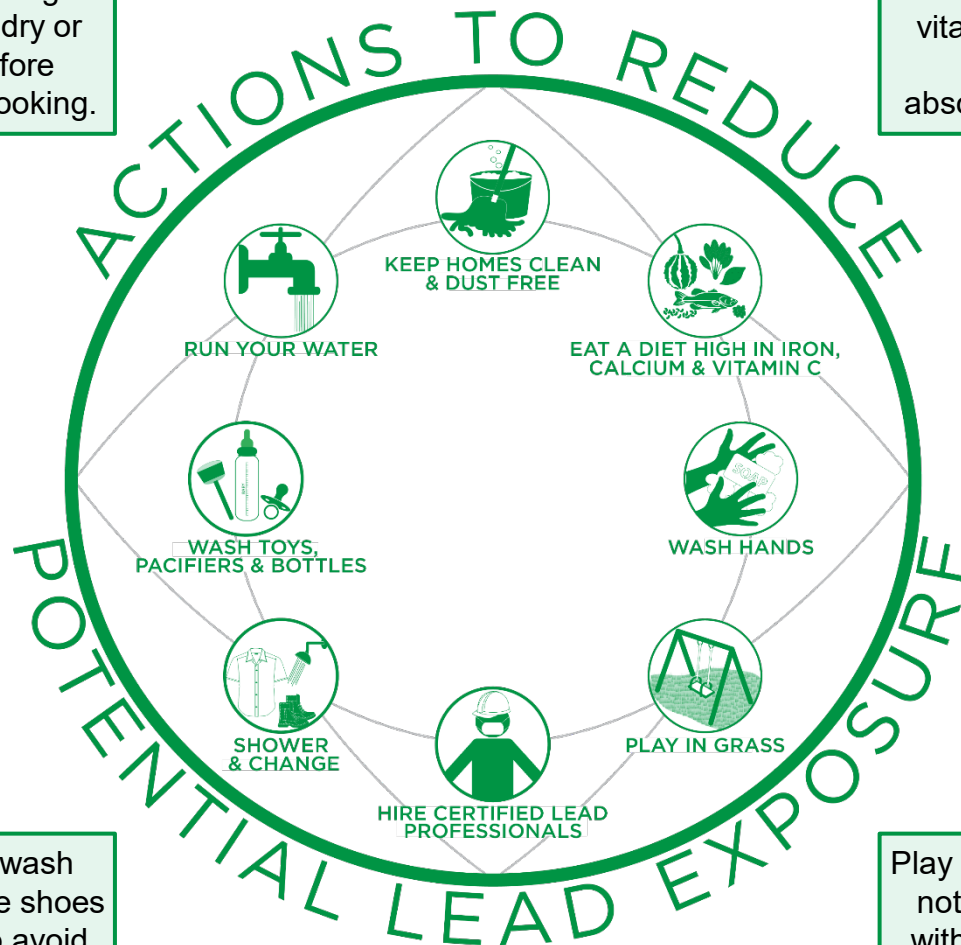 dry or
fore
ooking.
vita
abso
ACTIONS TO REDUCE
KEEP HOMES CLEAN
& DUST FREE
RUN YOUR WATER
EAT A DIET HIGH IN IRON,
CALCIUM & VITAMIN C
SOAP
WASH TOYS,
PACIFIERS & BOTTLES
WASH HANDS
SHOWER
& CHANGE
PLAY IN GRASS
HIRE CERTIFIED LEAD
PROFESSIONALS
POTENTIAL LEAD EXPOSURE
wash
e shoes
avoid
Play
not
with